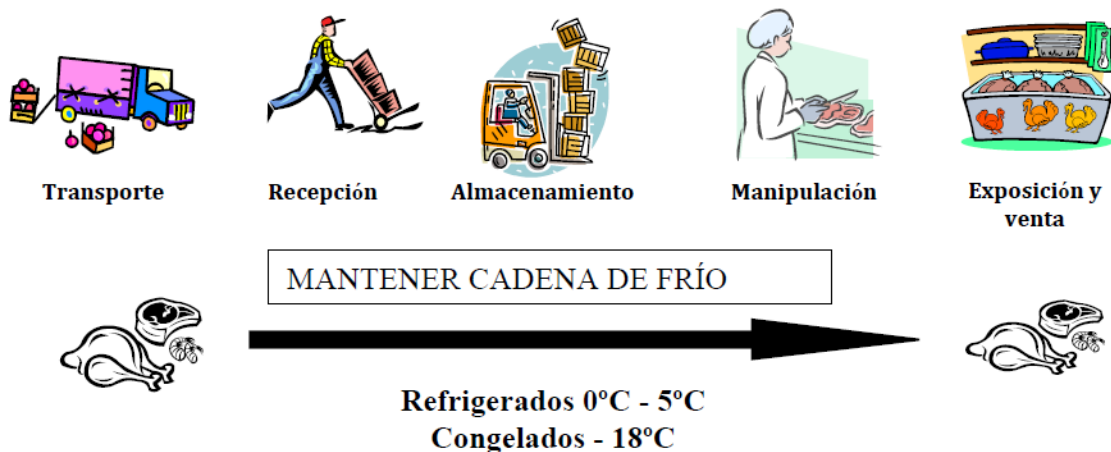 Transporte
Recepción
Almacenamiento
Manipulación
Exposición y
venta
MANTENER CADENA DE FRÍO
Refrigerados 0ºC - 5ºC
Congelados - 18ºC